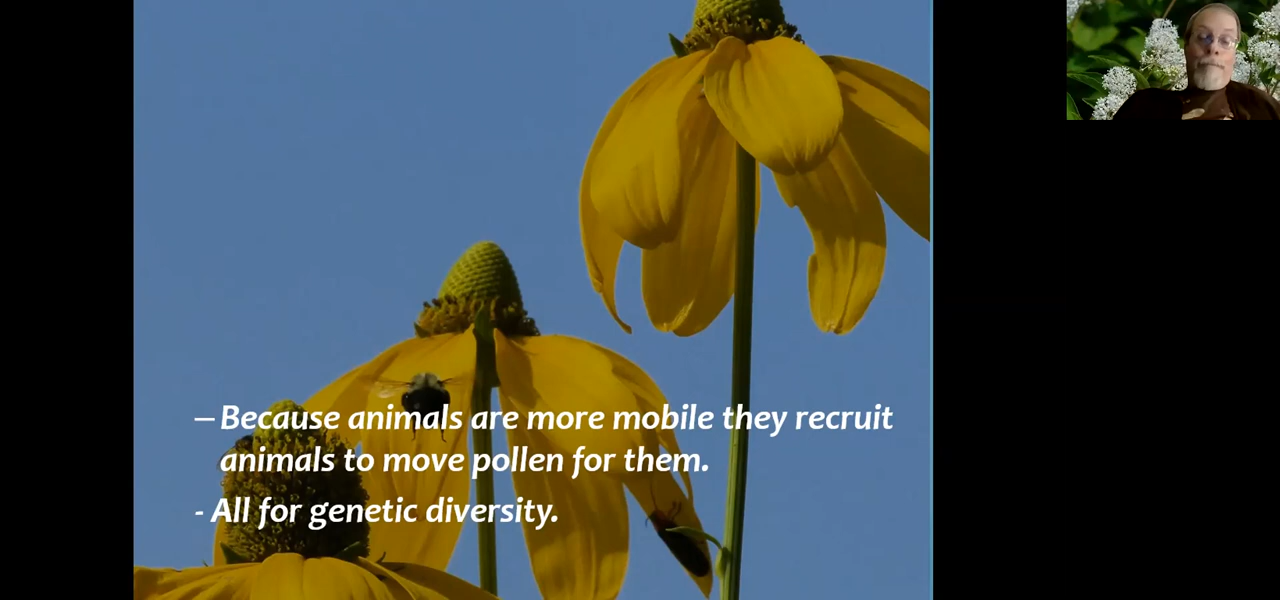 – Because animals are more mobile they recruit
animals to move pollen for them.
- All for genetic diversity.